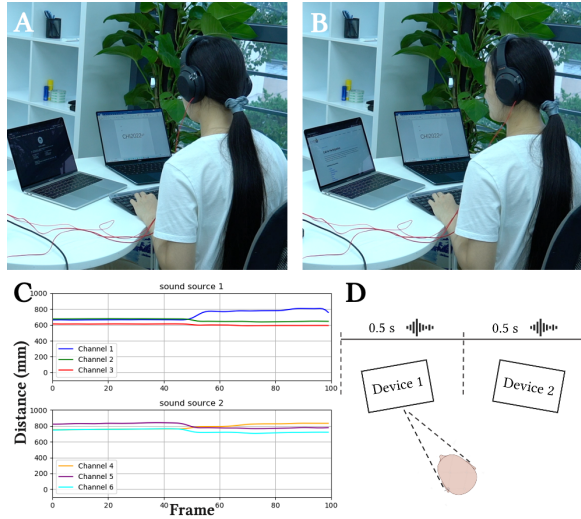 A
B
C
sound source 1
1000
800
600
400
200
0
Channel 1
Channel 2
Channel 3
0
20
40
60
80
100
sound source 2
1000
800
600
400
200
0
Channel 4
Channel 5
Channel 6
0
20
40
60
80
100
Distance (mm)
Frame
D
0.5 s
0.5 s
Device 1
Device 2